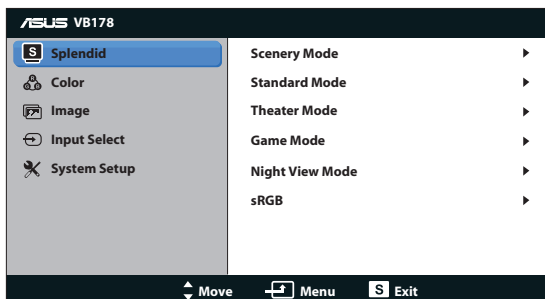 ASUS VB178
S Splendid
Color
Image
Input Select
System Setup
Scenery Mode
Standard Mode
Theater Mode
Game Mode
Night View Mode
sRGB
Move Menu S Exit